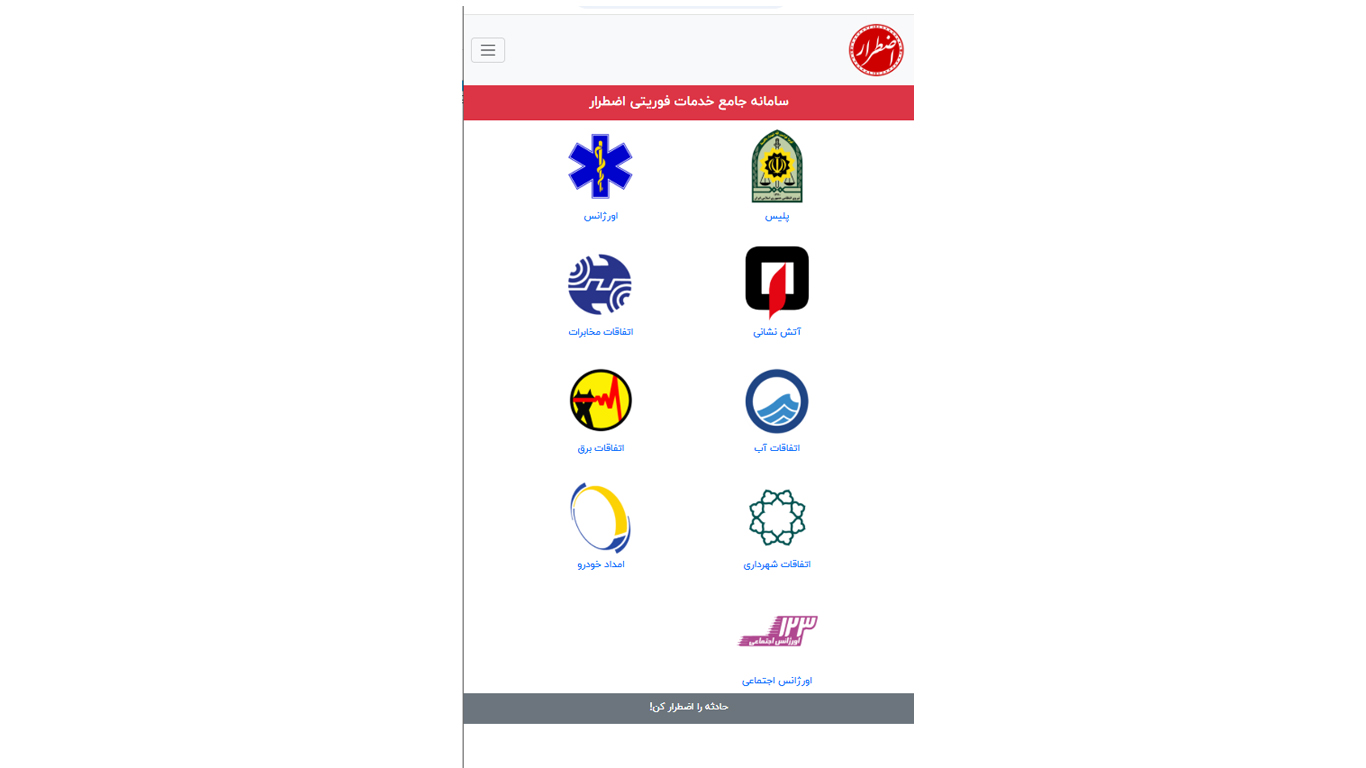 اضطرار
سامانه جامع خدمات فوریتی اضطرار
پلیس
اورژانس
آتش نشانی
اتفاقات مخابرات
اتفاقات آب
اتفاقات برق
اتفاقات شهرداری
امداد خودرو
۱۲۳
اورژانس اجتماعی
اورژانس اجتماعی
حادثه را اضطرار کن!